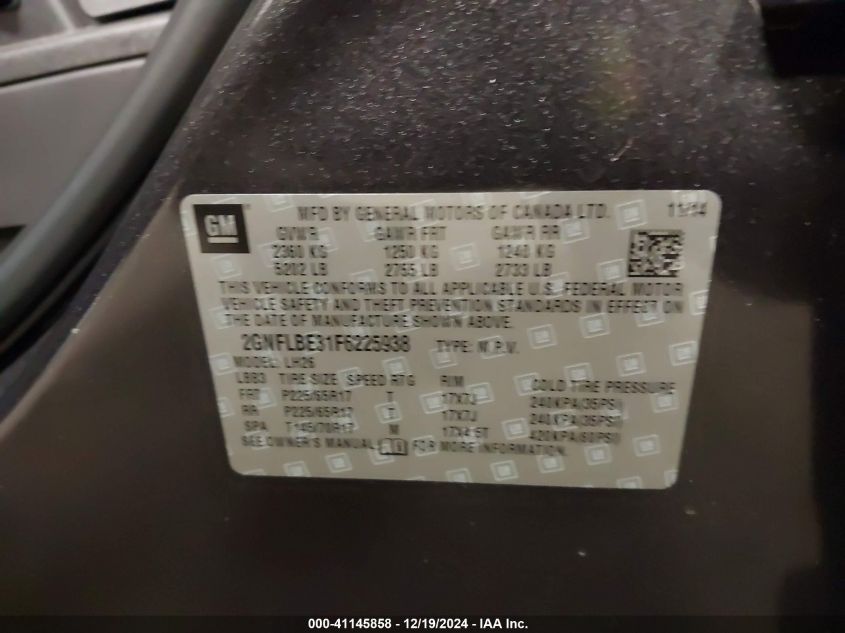 GM
MFD BY GENERAL MOTORS OF CANADA LTD. 11/14
GVWR GAWR FRT GAWR RR
2360 KG 1250 KG 1240 KG
5202 LB 2755 LB 2733 LB
THIS VEHICLE CONFORMS TO ALL APPLICABLE U.S. FEDERAL MOTOR
VEHICLE SAFETY AND THEFT PREVENTION STANDARDS IN EFFECT ON
THE DATE OF MANUFACTURE SHOWN ABOVE.
2GNFLBE31F6225938 TYPE: M.P.V.
MODEL: LH26
LBB3 TIRE SIZE SPEED RTG RIM COLD TIRE PRESSURE
FRT P225/65R17 T 17X7J 240KPA(35PSI)
RR P225/65R17 T 17X7J 240KPA(35PSI)
SPA T145/70R17 M 17X4.5T 420KPA(60PSI)
SEE OWNER'S MANUAL FOR MORE INFORMATION.
000-41145858 - 12/19/2024 - IAA Inc.